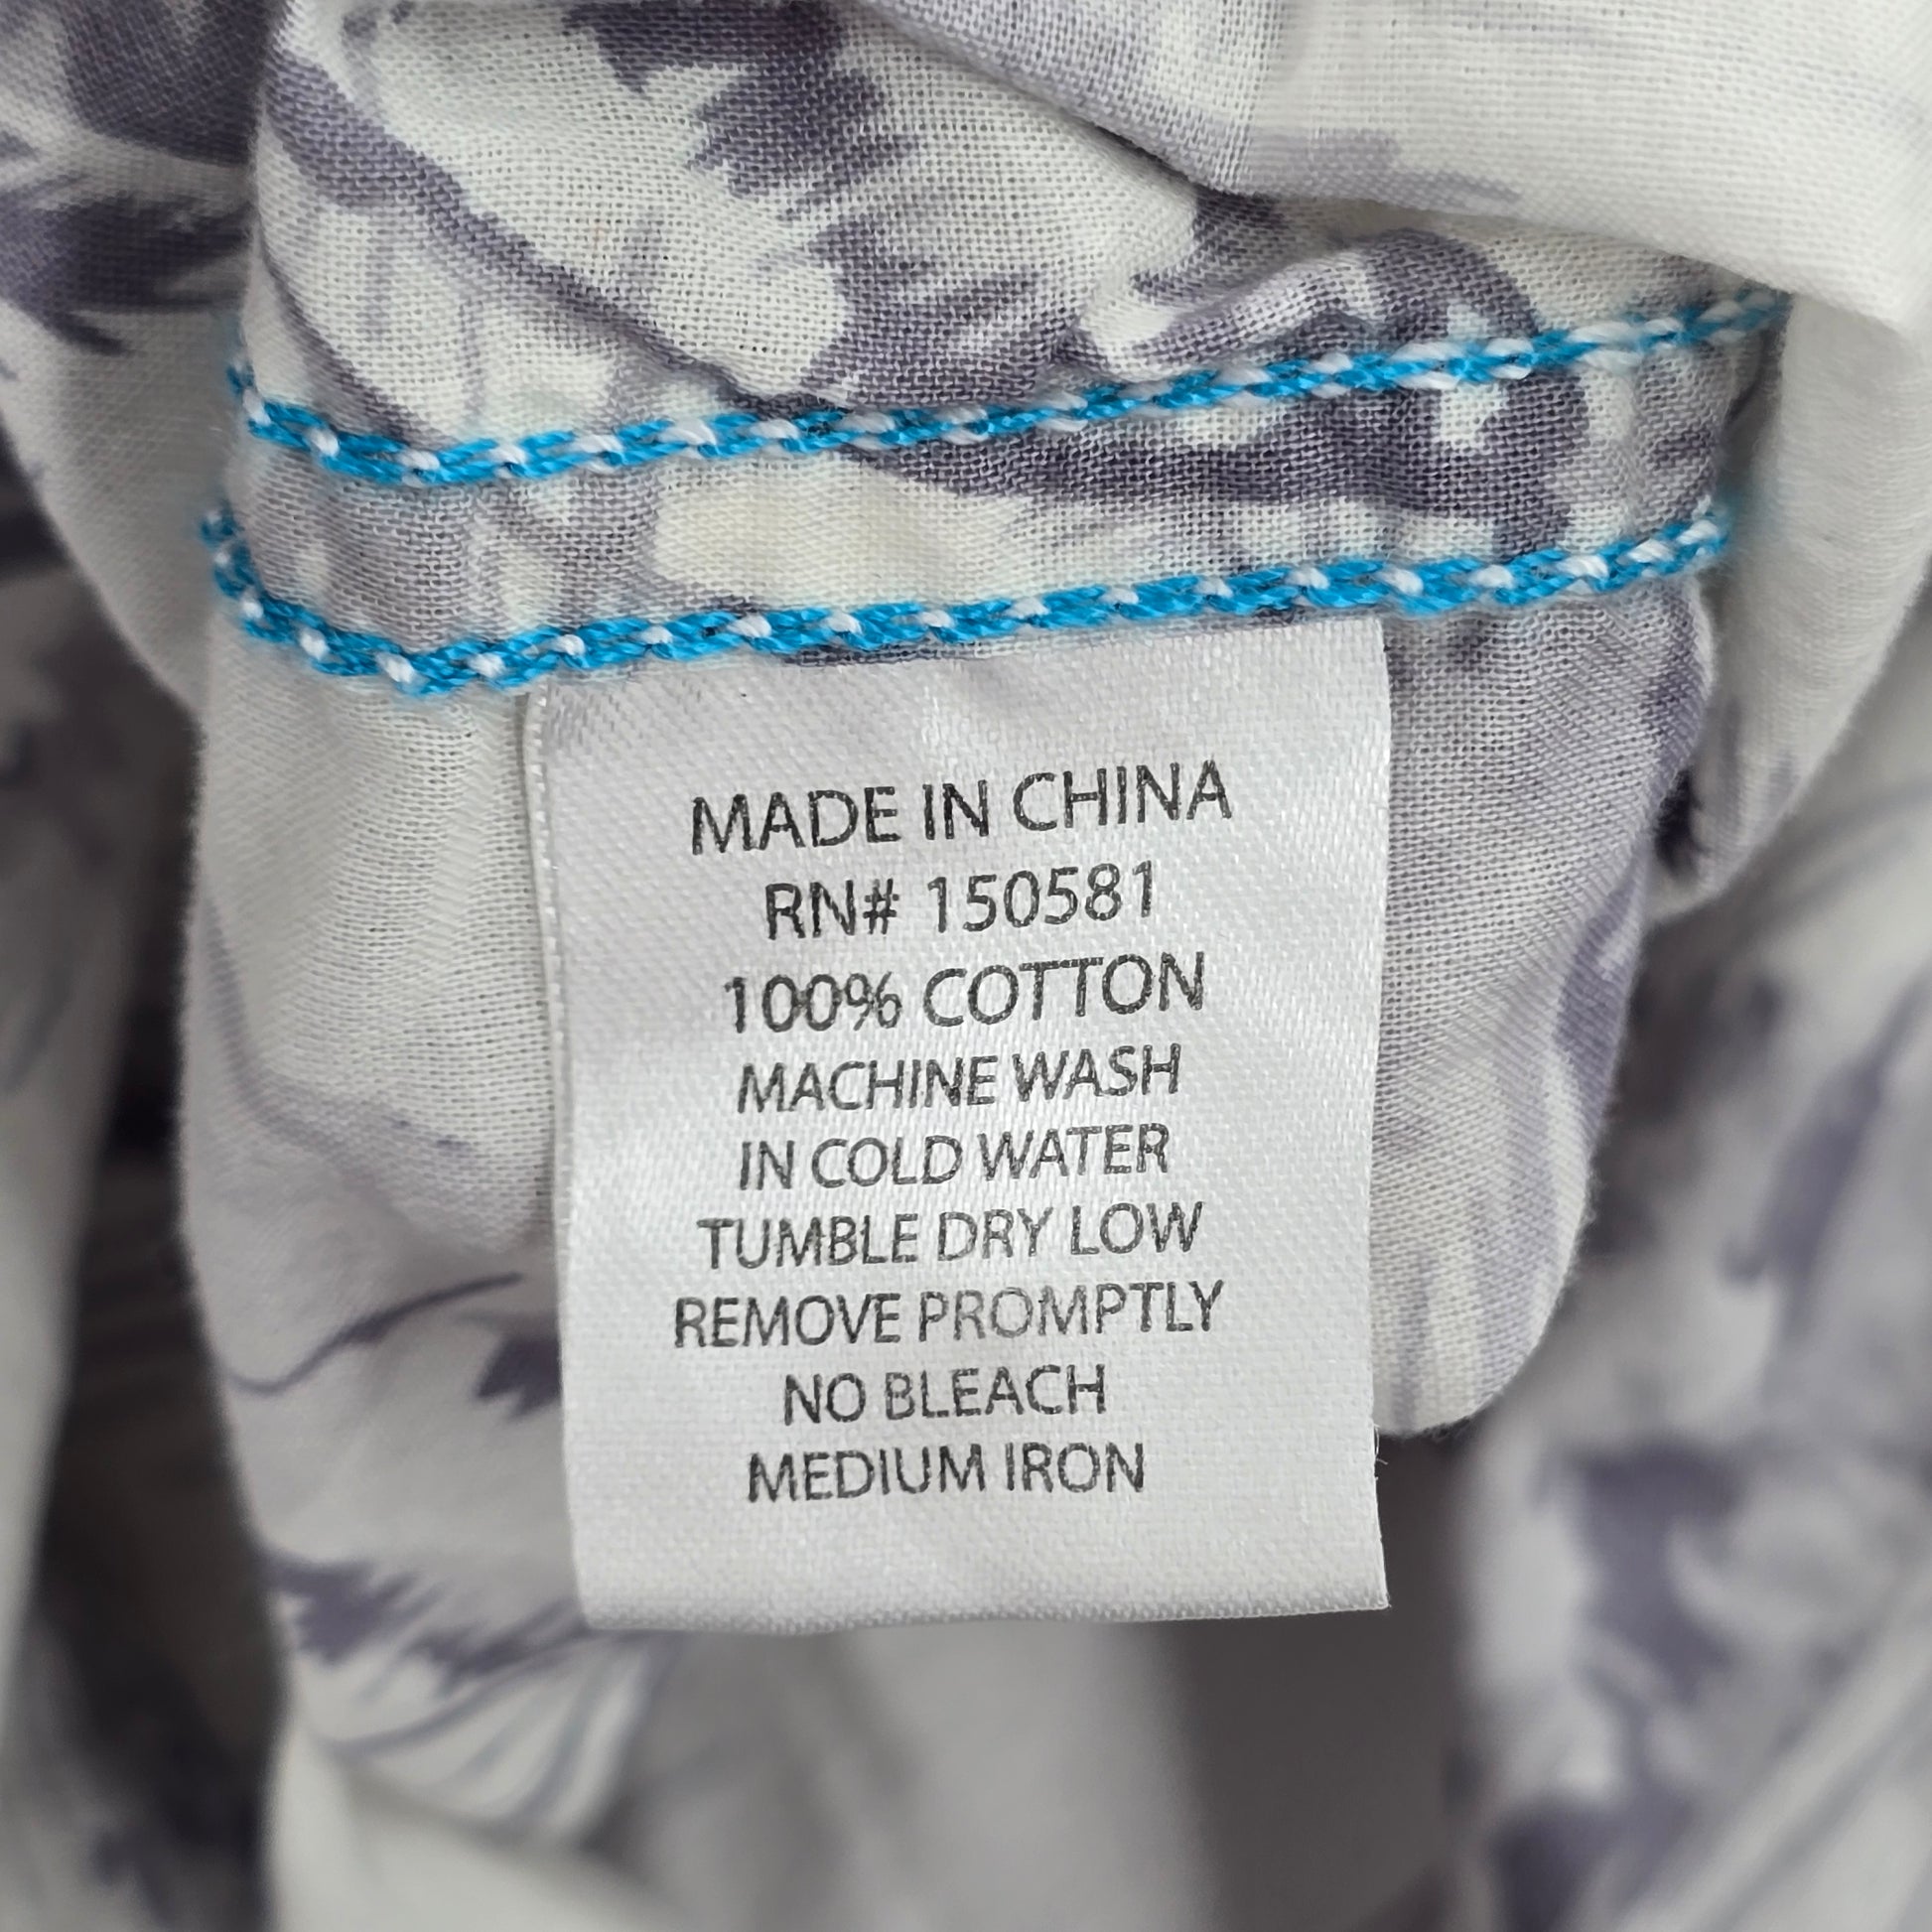 MADE IN CHINA
RN# 150581
100% COTTON
MACHINE WASH
IN COLD WATER
TUMBLE DRY LOW
REMOVE PROMPTLY
NO BLEACH
MEDIUM IRON